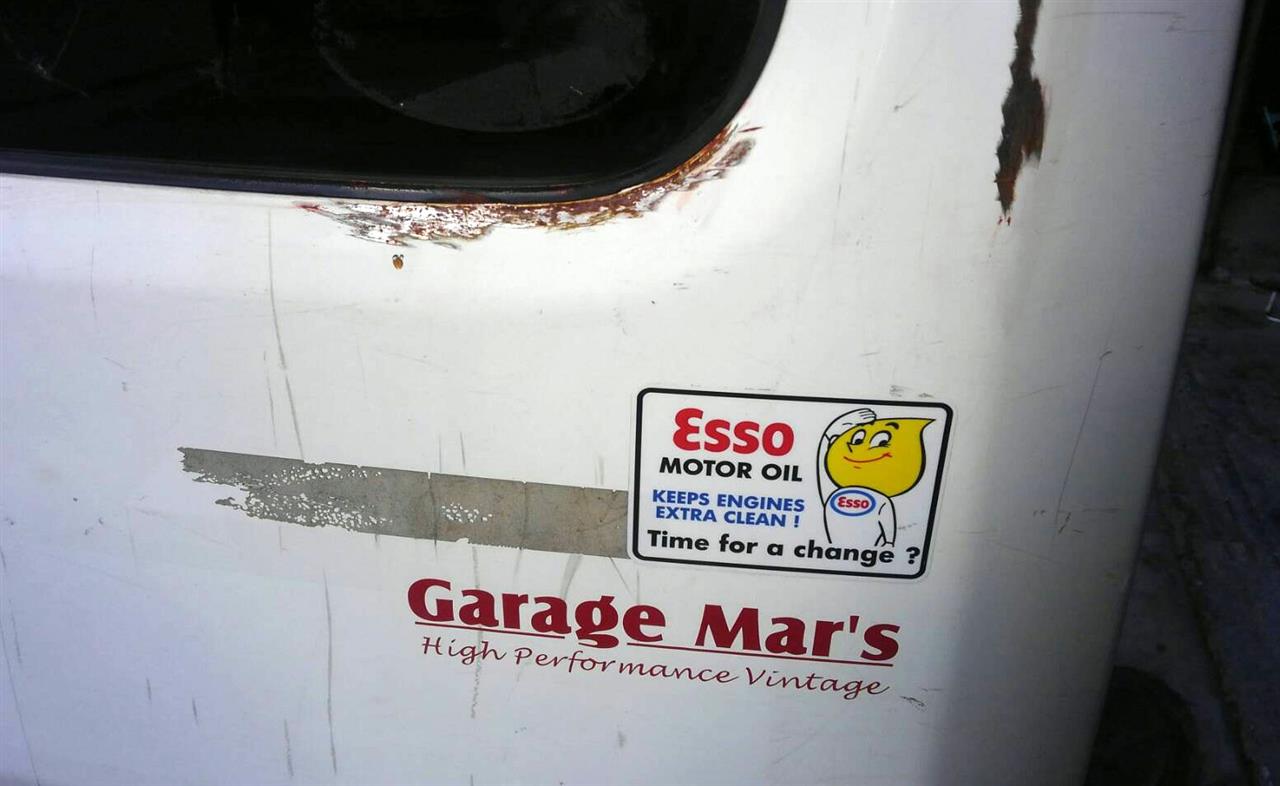 Esso
MOTOR OIL
KEEPS ENGINES
EXTRA CLEAN !
Esso
Time for a change ?
Garage Mar's
High Performance Vintage